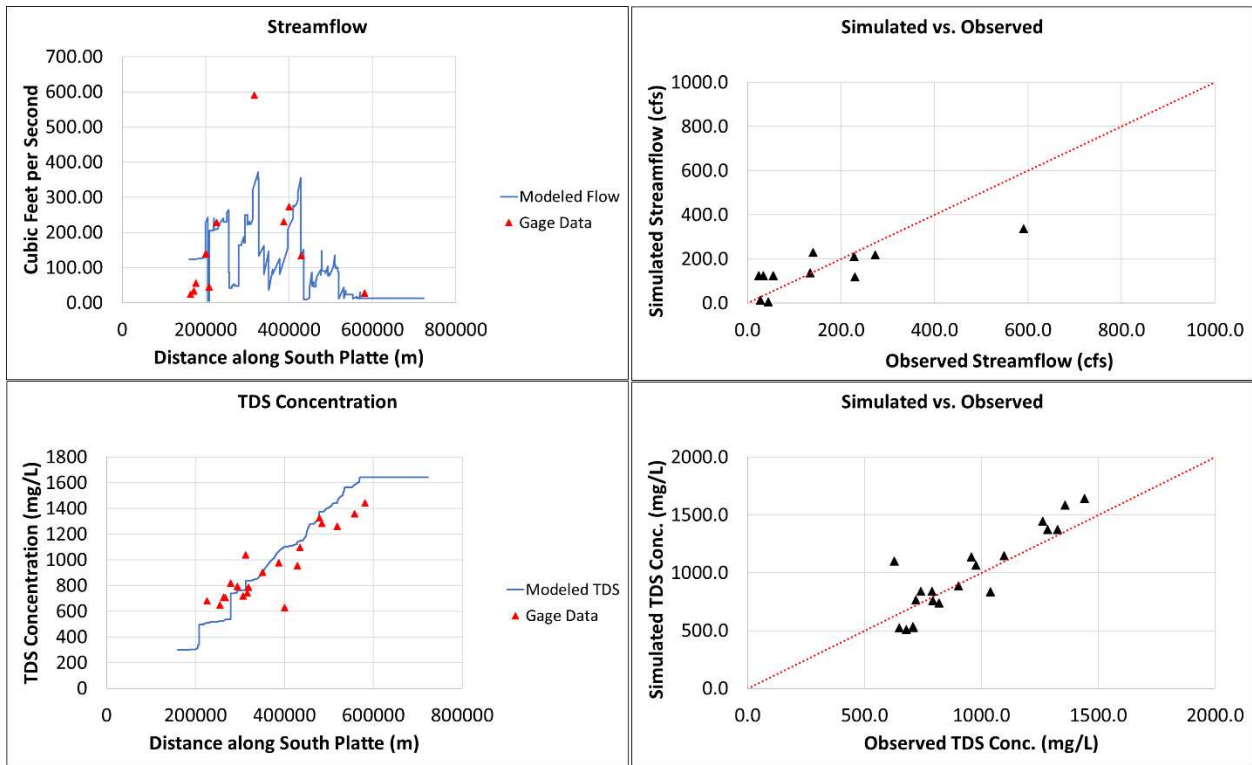 Streamflow
700.00
600.00
500.00
400.00
300.00
200.00
100.00
0.00
Cubic Feet per Second
0 200000 400000 600000 800000
Distance along South Platte (m)
Modeled Flow
Gage Data
Simulated vs. Observed
1000.0
800.0
600.0
400.0
200.0
0.0
Simulated Streamflow (cfs)
0.0 200.0 400.0 600.0 800.0 1000.0
Observed Streamflow (cfs)
TDS Concentration
1800
1600
1400
1200
1000
800
600
400
200
0
TDS Concentration (mg/L)
0 200000 400000 600000 800000
Distance along South Platte (m)
Modeled TDS
Gage Data
Simulated vs. Observed
2000.0
1500.0
1000.0
500.0
0.0
Simulated TDS Conc. (mg/L)
0.0 500.0 1000.0 1500.0 2000.0
Observed TDS Conc. (mg/L)